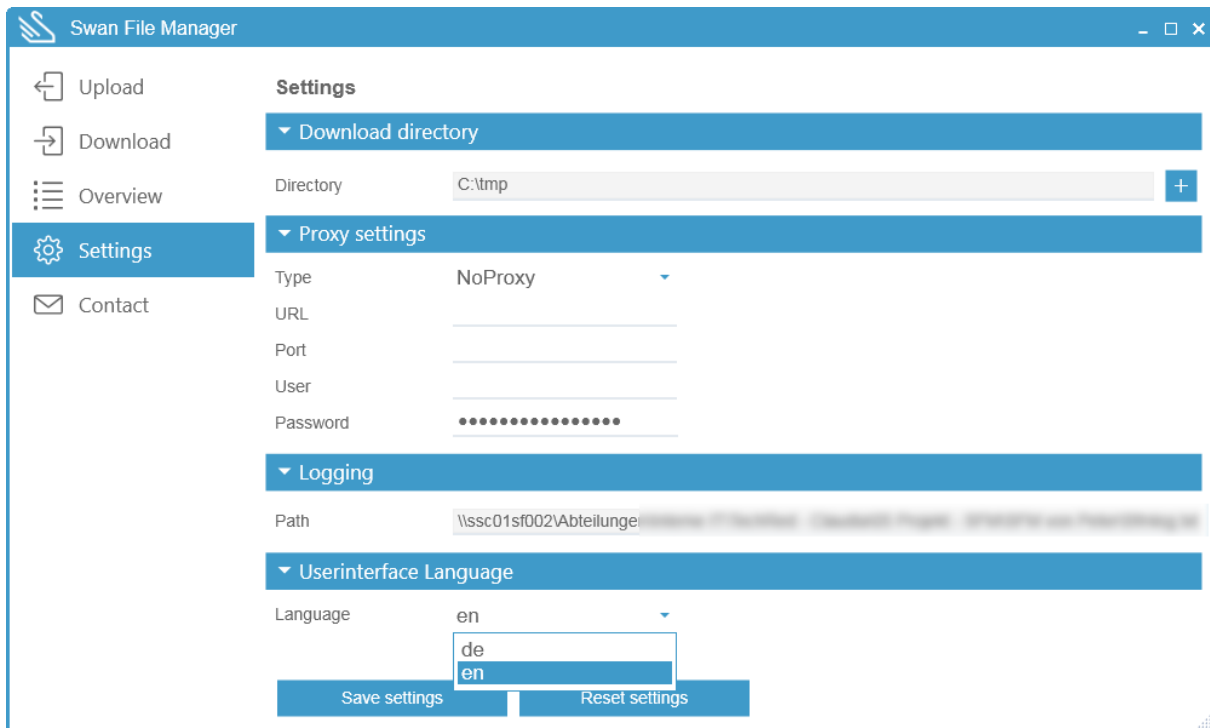 Swan File Manager
Upload
Download
Overview
Settings
Contact
Settings
Download directory
Directory C:\tmp +
Proxy settings
Type NoProxy
URL
Port
User
Password ••••••••••••••••
Logging
Path \\ssc01sf002\Abteilunge
Userinterface Language
Language en
de
en
Save settings Reset settings